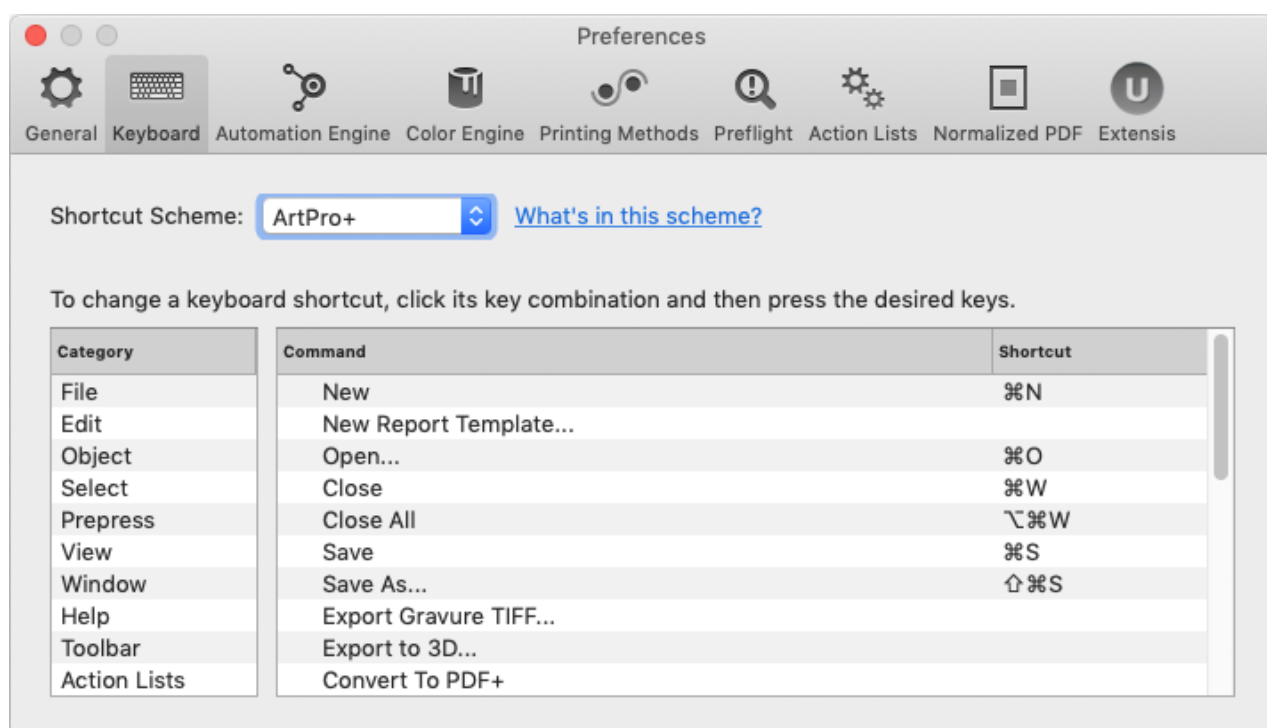 Preferences
General Keyboard Automation Engine Color Engine Printing Methods Preflight Action Lists Normalized PDF Extensis
Shortcut Scheme: ArtPro+ What's in this scheme?
To change a keyboard shortcut, click its key combination and then press the desired keys.
Category Command Shortcut
File New ⌘N
Edit New Report Template...
Object Open... ⌘O
Select Close ⌘W
Prepress Close All ⌥⌘W
View Save ⌘S
Window Save As... ⇧⌘S
Help Export Gravure TIFF...
Toolbar Export to 3D...
Action Lists Convert To PDF+